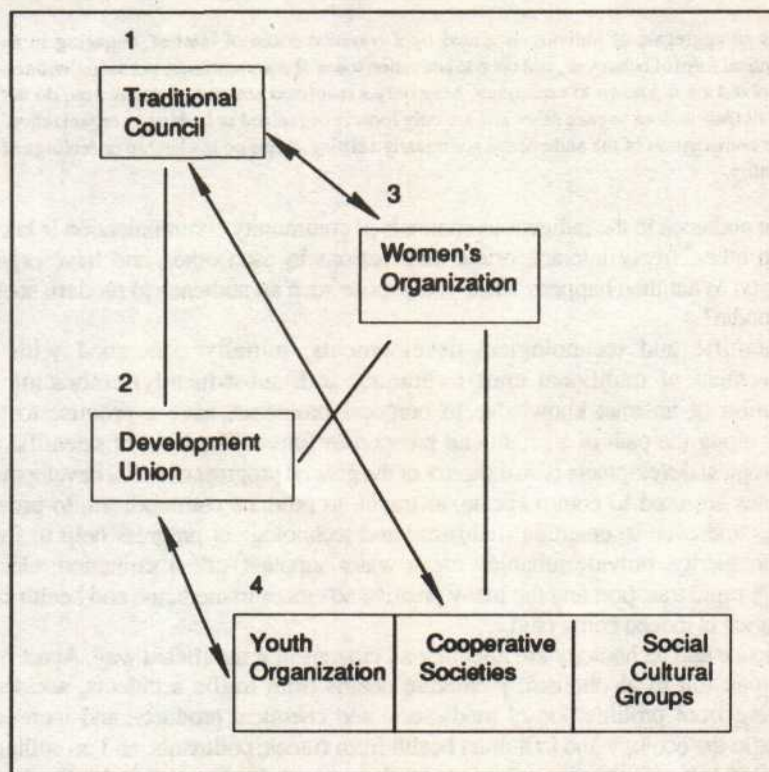 1
Traditional
Council
3
Women's
Organization
2
Development
Union
4
Youth
Organization
Cooperative
Societies
Social
Cultural
Groups